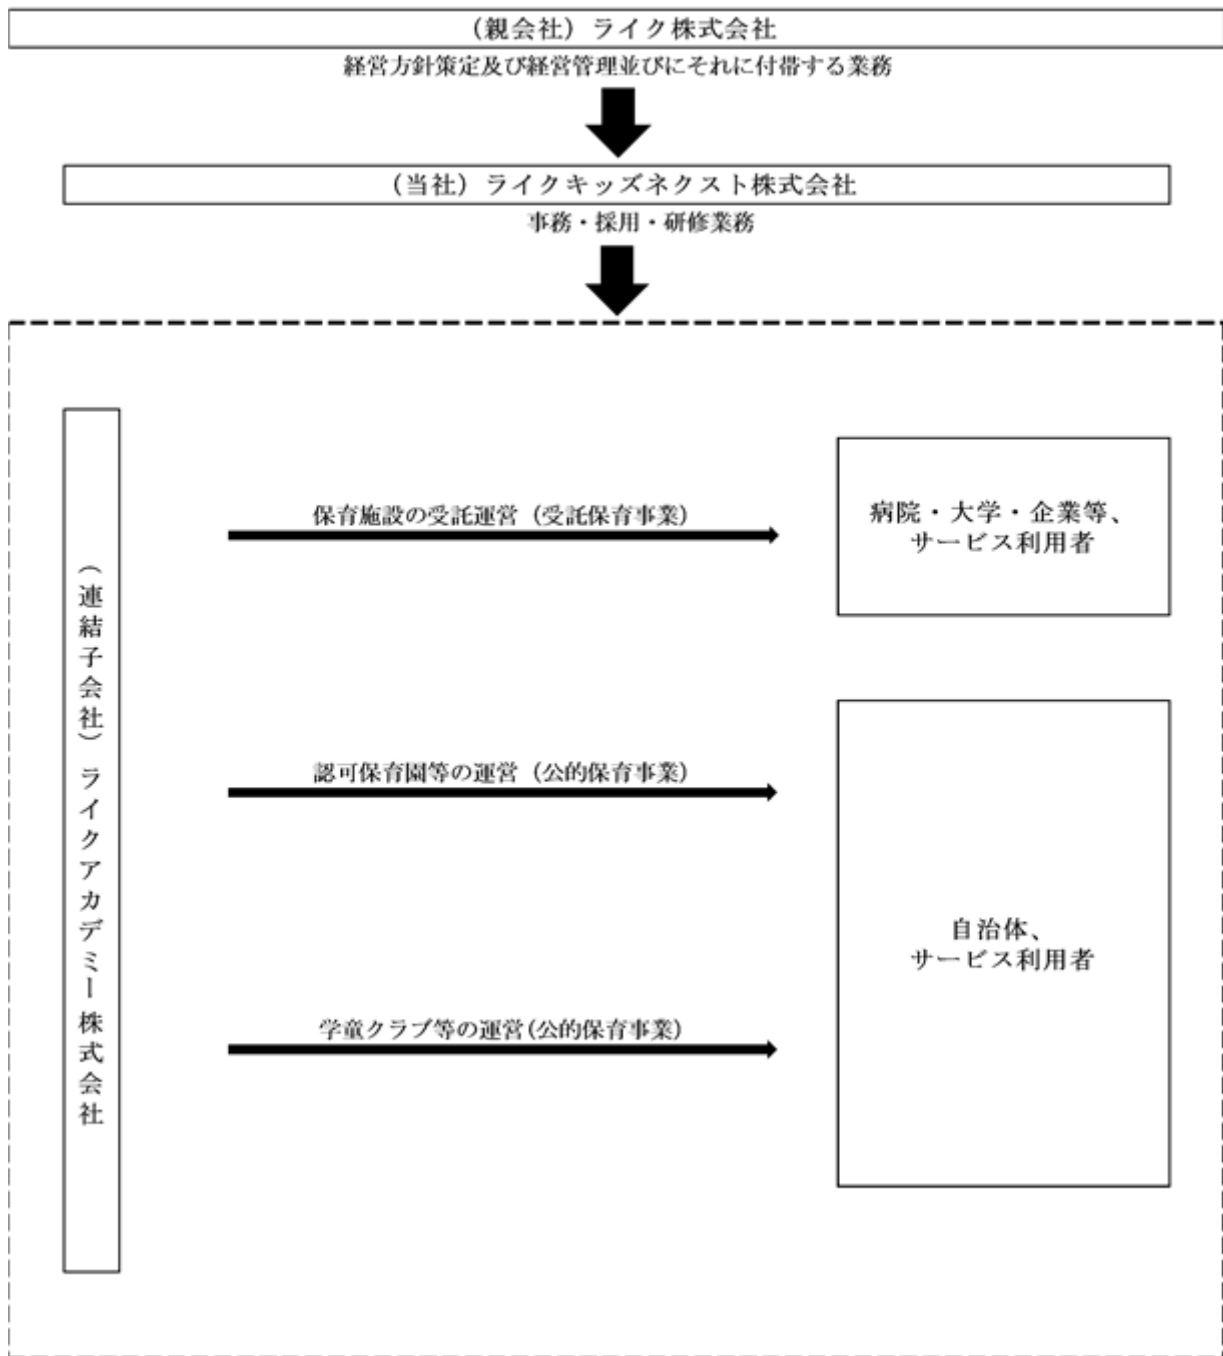 （親会社）ライク株式会社
経営方針策定及び経営管理並びにそれに付帯する業務
（当社）ライクキッズネクスト株式会社
事務・採用・研修業務
（連結子会社）ライクアカデミー株式会社
保育施設の受託運営（受託保育事業）
病院・大学・企業等、
サービス利用者
認可保育園等の運営（公的保育事業）
自治体、
サービス利用者
学童クラブ等の運営(公的保育事業)